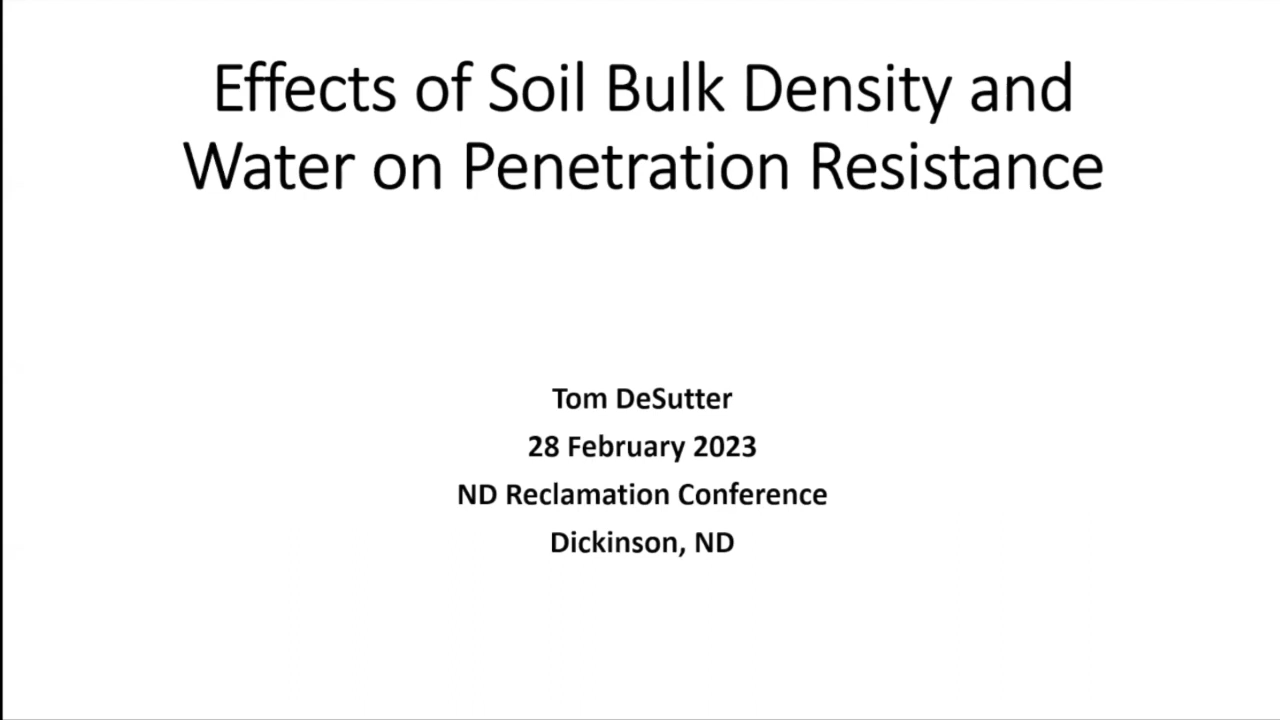 Effects of Soil Bulk Density and
Water on Penetration Resistance
Tom DeSutter
28 February 2023
ND Reclamation Conference
Dickinson, ND